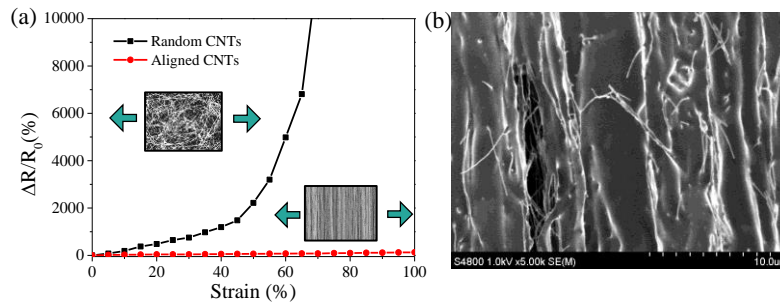 (a)
10000
8000
6000
4000
2000
0
ΔR/R₀(%)
Random CNTs
Aligned CNTs
0 20 40 60 80 100
Strain (%)
(b)
S4800 1.0kV x5.00k SE(M) 10.0u